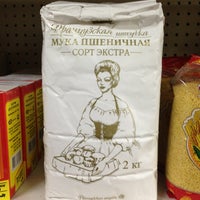 Французская штучка
МУКА ПШЕНИЧНАЯ
СОРТ ЭКСТРА
2 КГ